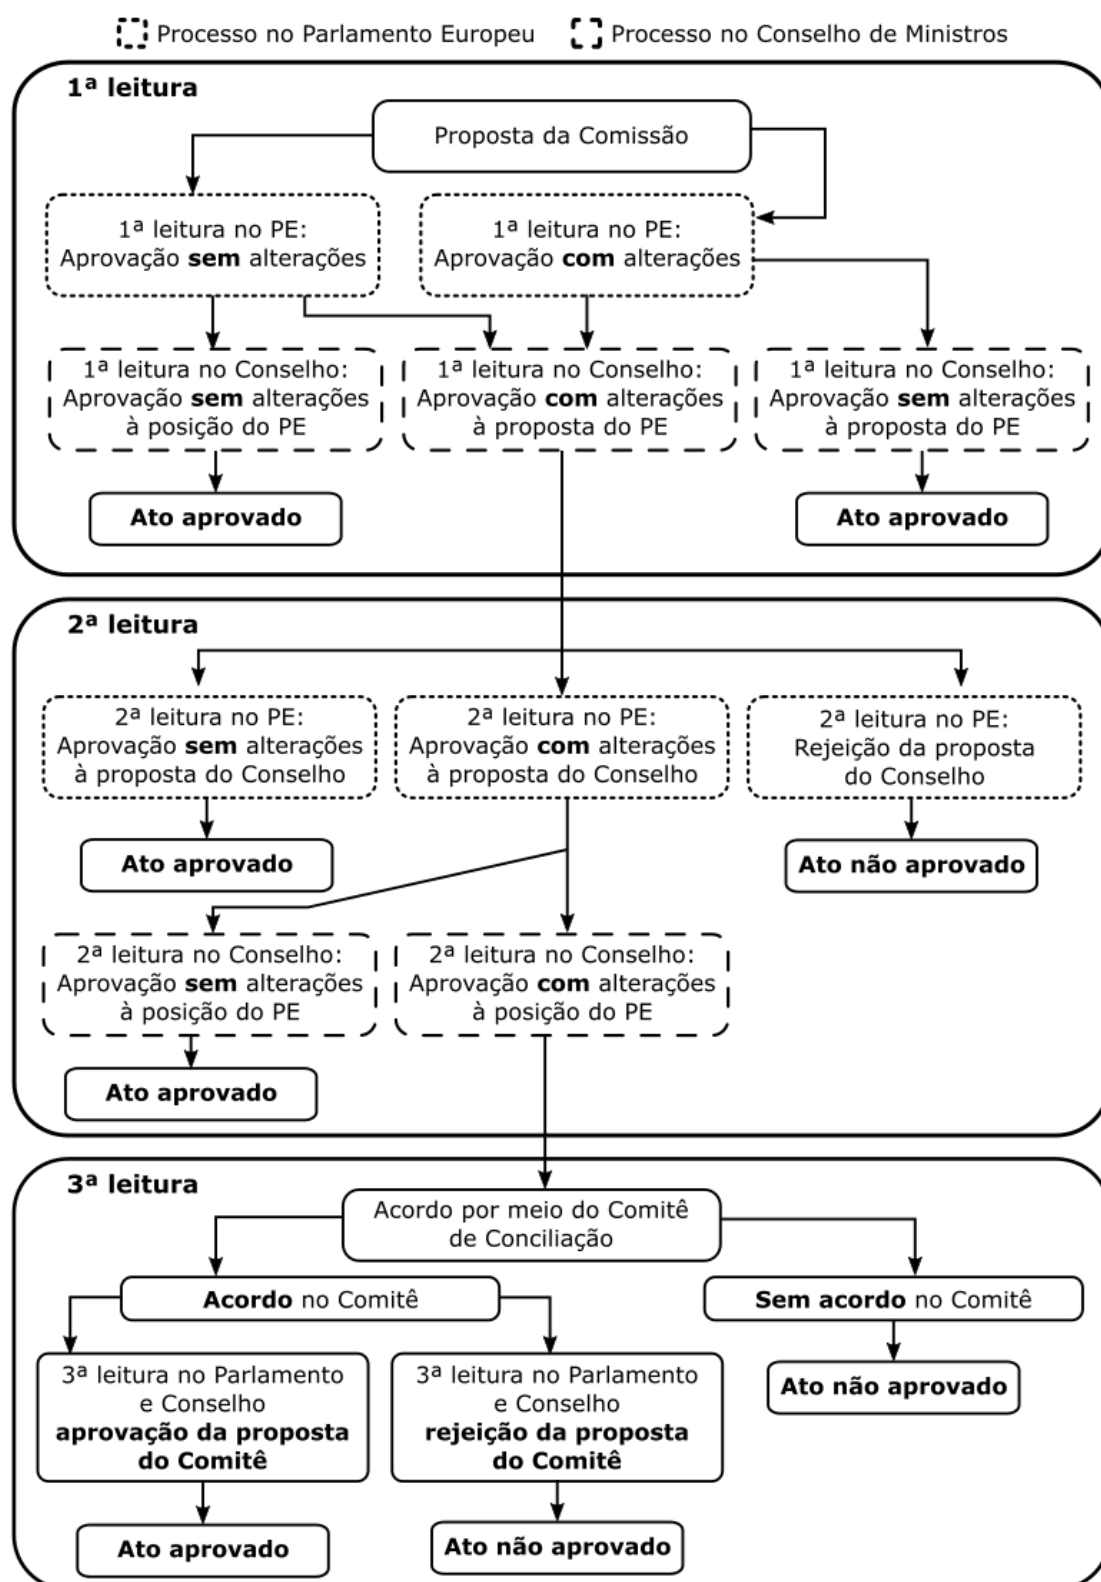 Processo no Parlamento Europeu
Processo no Conselho de Ministros
1ª leitura
Proposta da Comissão
1ª leitura no PE:
Aprovação sem alterações
1ª leitura no PE:
Aprovação com alterações
1ª leitura no Conselho:
Aprovação sem alterações
à posição do PE
1ª leitura no Conselho:
Aprovação com alterações
à proposta do PE
1ª leitura no Conselho:
Aprovação sem alterações
à proposta do PE
Ato aprovado
Ato aprovado
2ª leitura
2ª leitura no PE:
Aprovação sem alterações
à proposta do Conselho
2ª leitura no PE:
Aprovação com alterações
à proposta do Conselho
2ª leitura no PE:
Rejeição da proposta
do Conselho
Ato aprovado
Ato não aprovado
2ª leitura no Conselho:
Aprovação sem alterações
à posição do PE
2ª leitura no Conselho:
Aprovação com alterações
à posição do PE
Ato aprovado
3ª leitura
Acordo por meio do Comitê
de Conciliação
Acordo no Comitê
Sem acordo no Comitê
3ª leitura no Parlamento
e Conselho
aprovação da proposta
do Comitê
3ª leitura no Parlamento
e Conselho
rejeição da proposta
do Comitê
Ato não aprovado
Ato aprovado
Ato não aprovado